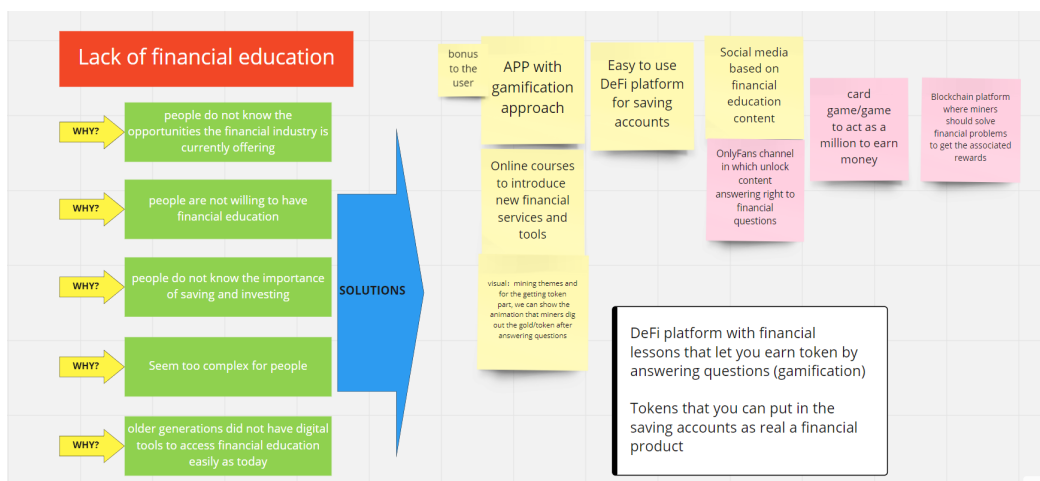 Lack of financial education
WHY?
people do not know the
opportunities the financial industry is
currently offering
WHY?
people are not willing to have
financial education
WHY?
people do not know the importance
of saving and investing
WHY?
Seem too complex for people
WHY?
older generations did not have digital
tools to access financial education
easily as today
SOLUTIONS
bonus
to the
user
APP with
gamification
approach
Easy to use
DeFi platform
for saving
accounts
Social media
based on
financial
education
content
card
game/game
to act as a
million to earn
money
Blockchain platform
where miners
should solve
financial problems
to get the associated
rewards
Online courses
to introduce
new financial
services and
tools
OnlyFans channel
in which unlock
content
answering right to
financial
questions
visual: mining themes and
for the getting token
part, we can show the
animation that miners dig
out the gold/token after
answering questions
DeFi platform with financial
lessons that let you earn token by
answering questions (gamification)
Tokens that you can put in the
saving accounts as real a financial
product